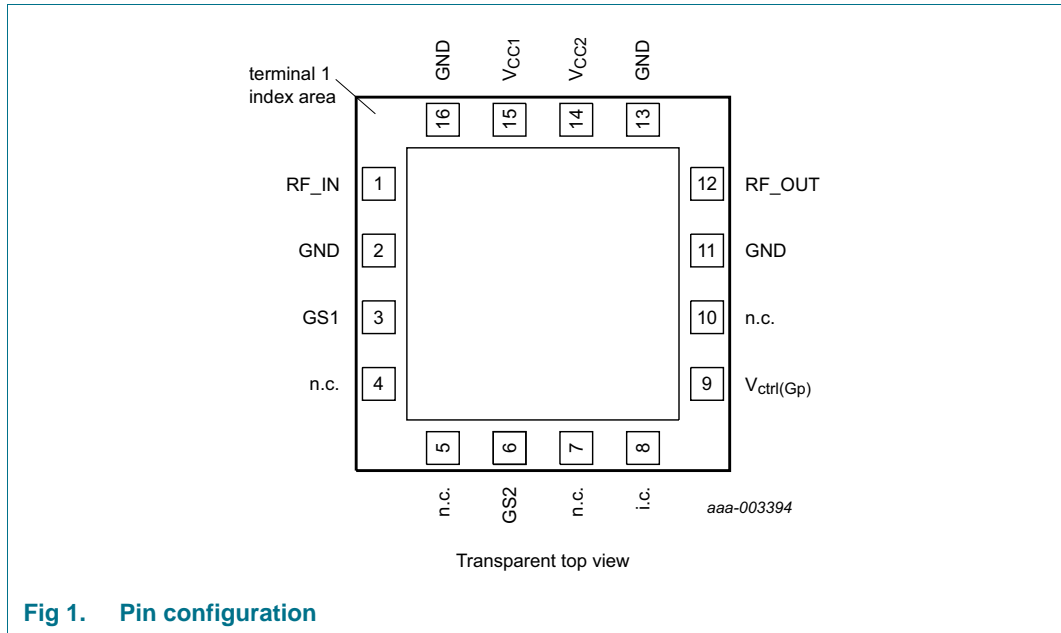 GND
VCC1
VCC2
GND
terminal 1
index area
16
15
14
13
RF_IN
1
12
RF_OUT
GND
2
11
GND
GS1
3
10
n.c.
n.c.
4
9
Vctrl(Gp)
5
6
7
8
n.c.
GS2
n.c.
i.c.
aaa-003394
Transparent top view
Fig 1. Pin configuration